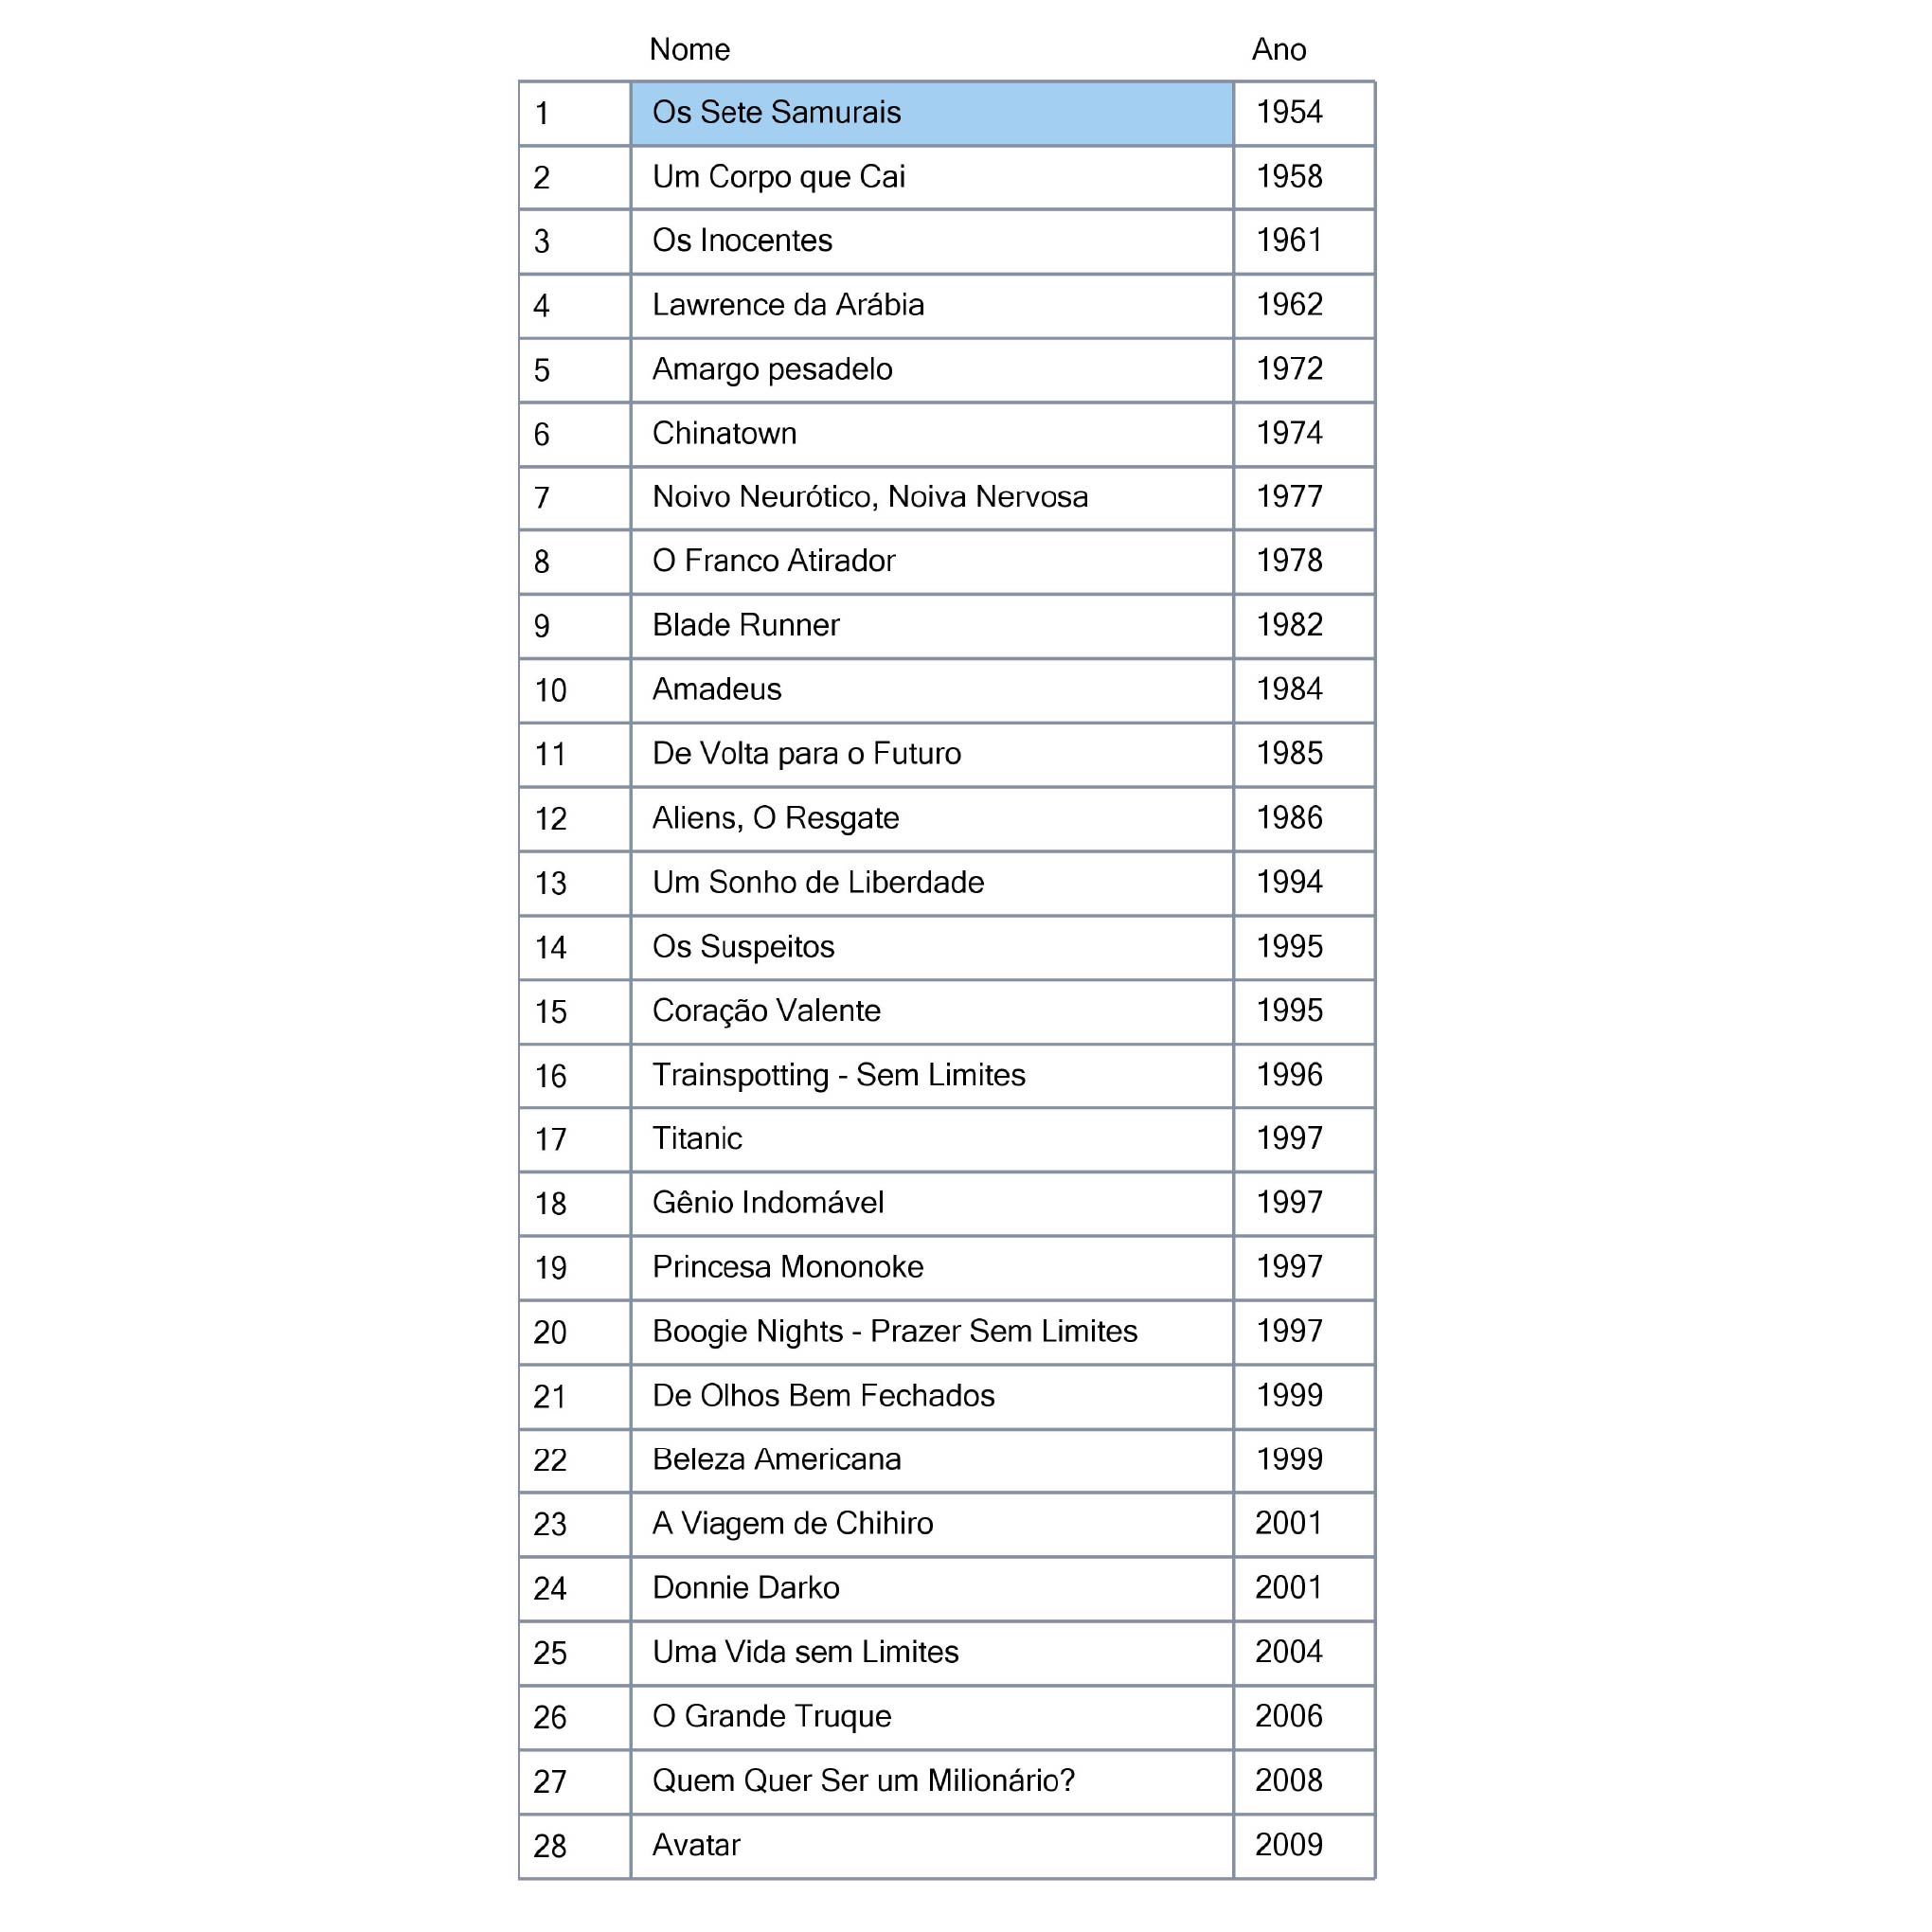 Nome Ano
1 Os Sete Samurais 1954
2 Um Corpo que Cai 1958
3 Os Inocentes 1961
4 Lawrence da Arábia 1962
5 Amargo pesadelo 1972
6 Chinatown 1974
7 Noivo Neurótico, Noiva Nervosa 1977
8 O Franco Atirador 1978
9 Blade Runner 1982
10 Amadeus 1984
11 De Volta para o Futuro 1985
12 Aliens, O Resgate 1986
13 Um Sonho de Liberdade 1994
14 Os Suspeitos 1995
15 Coração Valente 1995
16 Trainspotting - Sem Limites 1996
17 Titanic 1997
18 Gênio Indomável 1997
19 Princesa Mononoke 1997
20 Boogie Nights - Prazer Sem Limites 1997
21 De Olhos Bem Fechados 1999
22 Beleza Americana 1999
23 A Viagem de Chihiro 2001
24 Donnie Darko 2001
25 Uma Vida sem Limites 2004
26 O Grande Truque 2006
27 Quem Quer Ser um Milionário? 2008
28 Avatar 2009